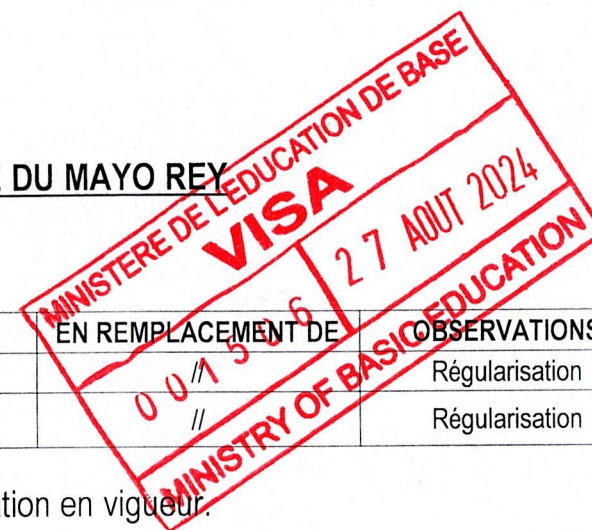 DU MAYO REY
MINISTERE DE L'EDUCATION DE BASE
VISA
001506
27 AOUT 2024
MINISTRY OF BASIC EDUCATION
EN REMPLACEMENT DE OBSERVATIONS
// Régularisation
// Régularisation
en vigueur.